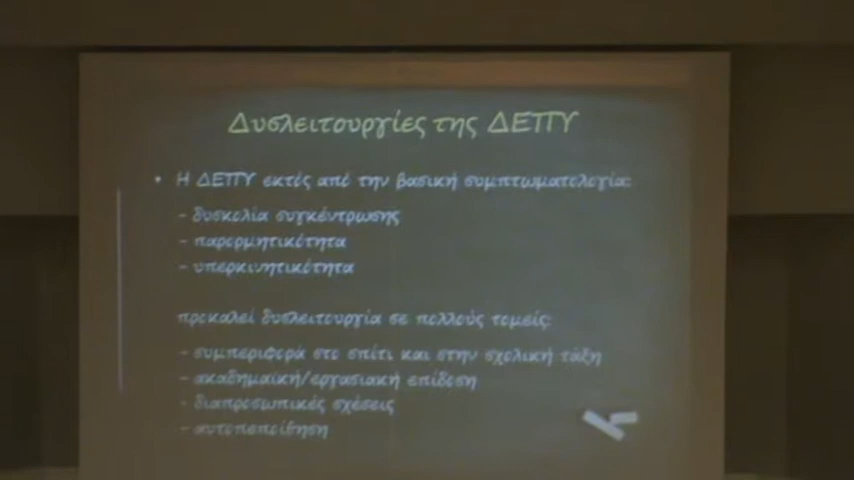 Δυσλειτουργίες της ΔΕΠΥ
• Η ΔΕΠΥ εκτός από την βασική συμπτωματολογία:
- δυσκολία συγκέντρωσης
- παρορμητικότητα
- υπερκινητικότητα
προκαλεί δυσλειτουργία σε πολλούς τομείς:
- συμπεριφορά στο σπίτι και στην σχολική τάξη
- ακαδημαϊκή/εργασιακή επίδοση
- διαπροσωπικές σχέσεις
- αυτοπεποίθηση